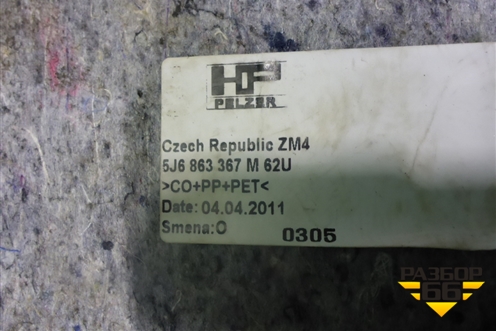 HP
PELZER
Czech Republic ZM4
5J6 863 367 M 62U
>CO+PP+PET<
Date: 04.04.2011
Smena:O
0305
РАЗБОР
66